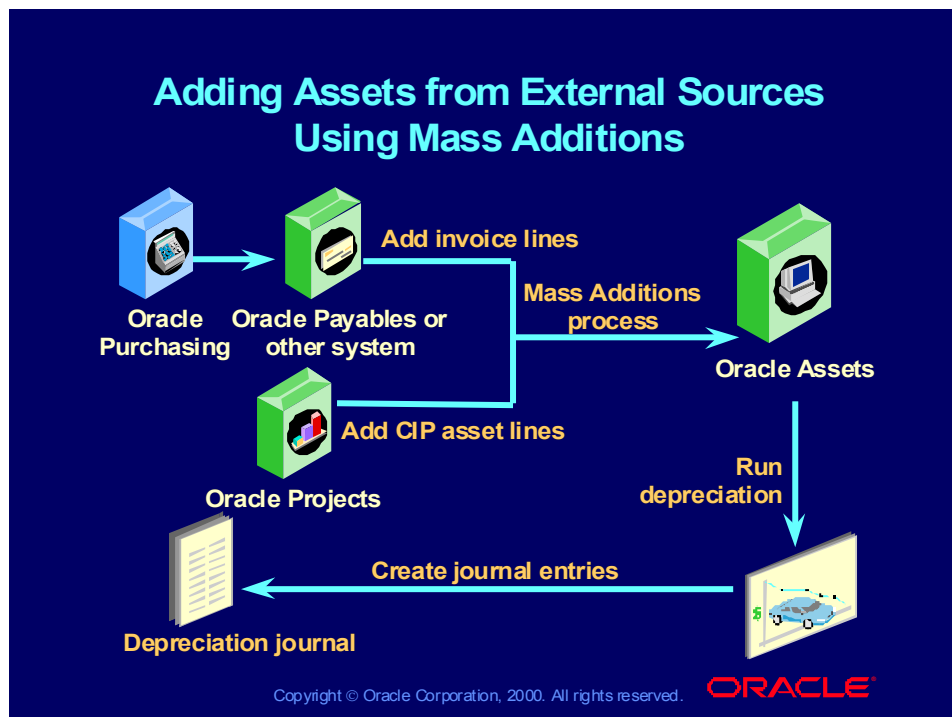 Adding Assets from External Sources
Using Mass Additions
Add invoice lines
Mass Additions
process
Oracle
Purchasing
Oracle Payables or
other system
Oracle Assets
Add CIP asset lines
Oracle Projects
Run
depreciation
Create journal entries
$
Depreciation journal
Copyright © Oracle Corporation, 2000. All rights reserved.
ORACLE®